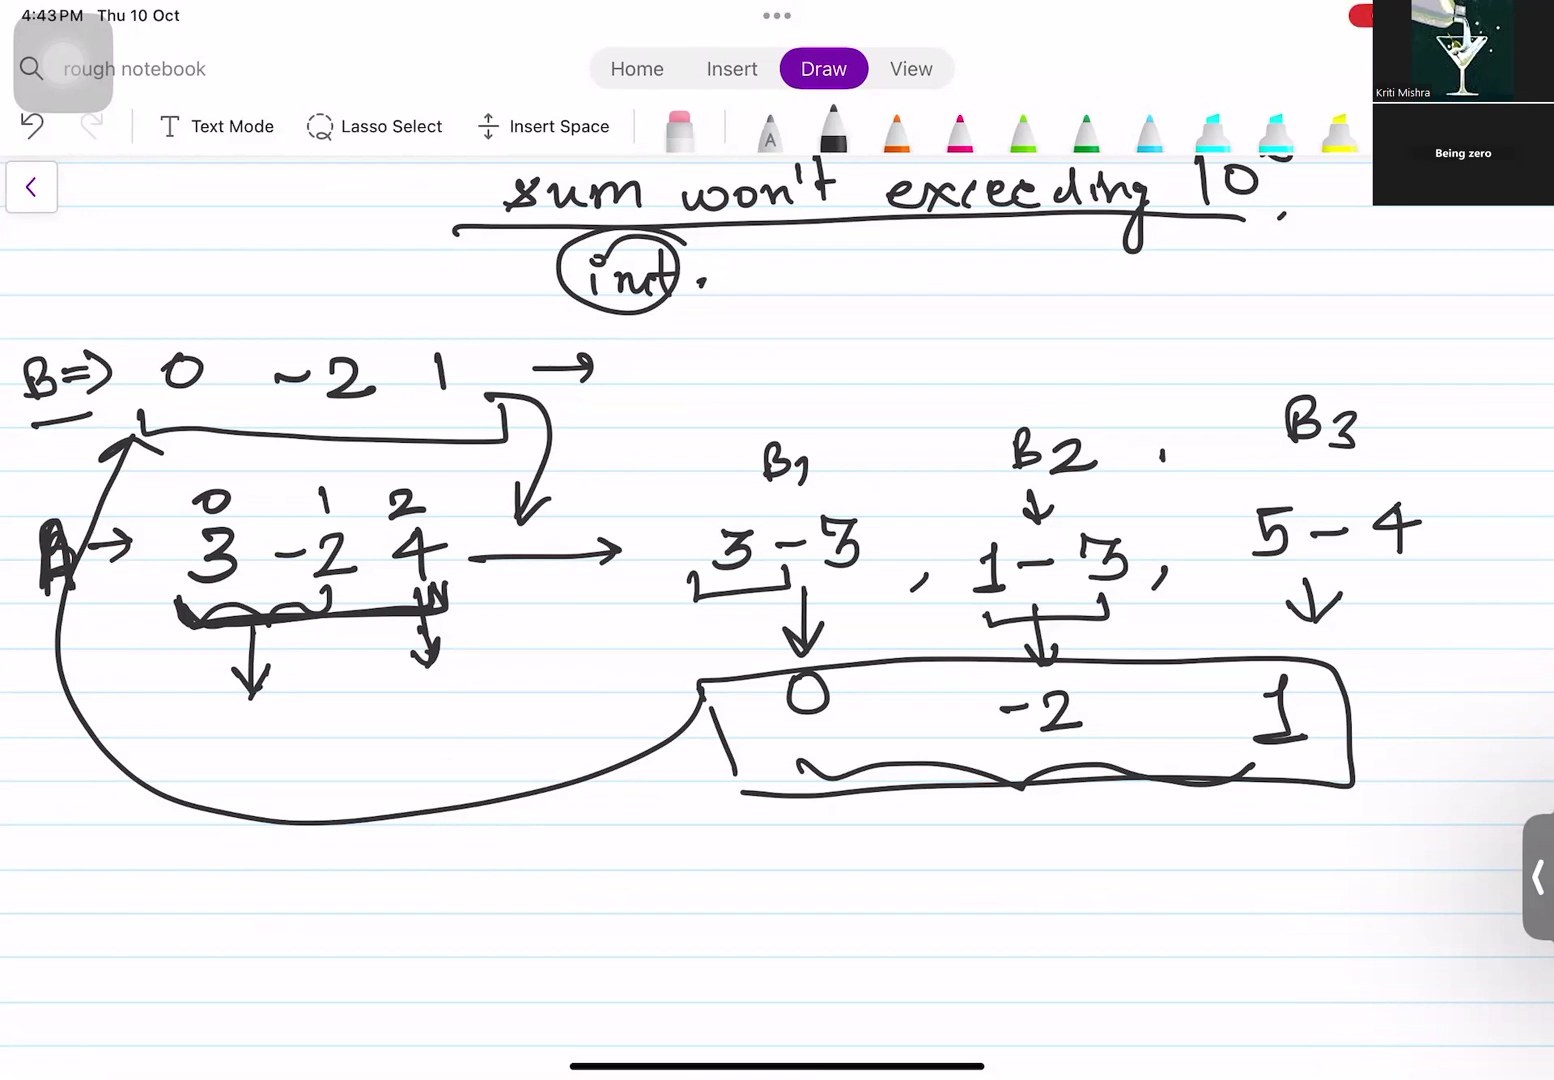 4:43 PM Thu 10 Oct
rough notebook
Home Insert Draw View
Text Mode Lasso Select Insert Space
A
Kriti Mishra
Being zero
sum won't exceeding 10
int.
B => 0 -2 1 →
B1 B2 . B3
0 1 2
A → 3 -2 4 → 3 - 3 , 1 - 3 , 5 - 4
0 -2 1